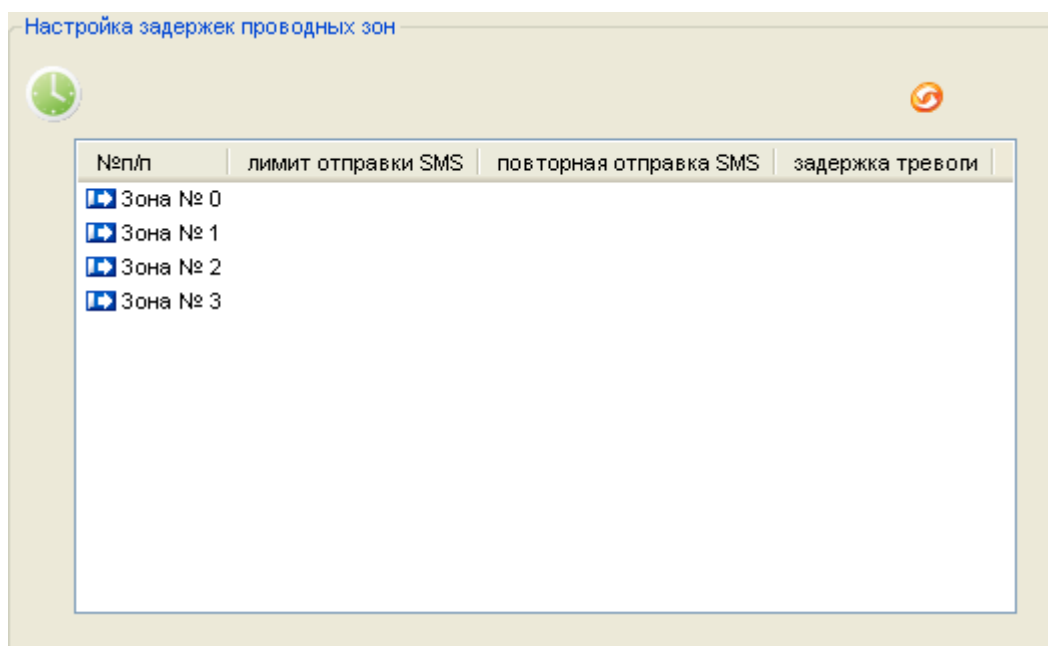 Настройка задержек проводных зон
№п/п лимит отправки SMS повторная отправка SMS задержка тревоги
Зона № 0
Зона № 1
Зона № 2
Зона № 3